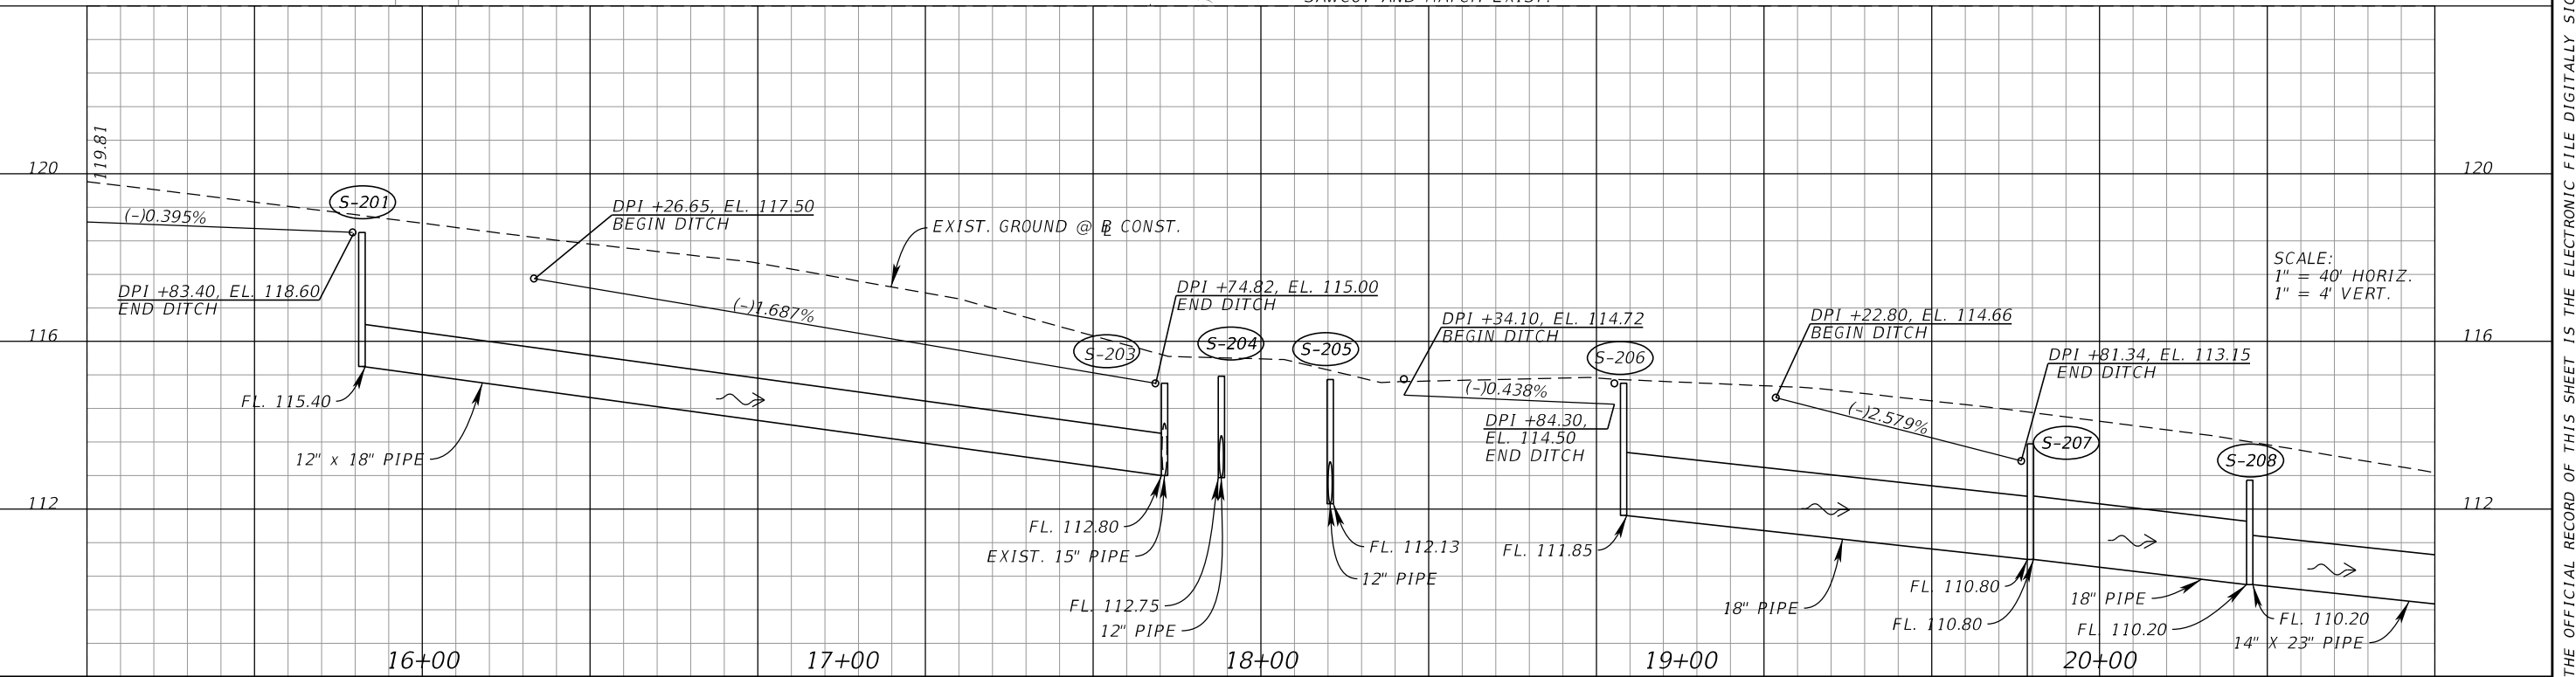 SAWCUT AND MATCH EXIST.
119.81
120
120
S-201
(-)0.395%
DPI +26.65, EL. 117.50
BEGIN DITCH
EXIST. GROUND @ BL CONST.
SCALE:
1" = 40' HORIZ.
1" = 4' VERT.
DPI +83.40, EL. 118.60
END DITCH
(-)1.687%
DPI +74.82, EL. 115.00
END DITCH
DPI +34.10, EL. 114.72
BEGIN DITCH
DPI +22.80, EL. 114.66
BEGIN DITCH
116
116
S-203
S-204
S-205
S-206
DPI +81.34, EL. 113.15
END DITCH
FL. 115.40
(-)0.438%
DPI +84.30,
EL. 114.50
END DITCH
(-)2.579%
S-207
S-208
12" x 18" PIPE
112
112
FL. 112.80
EXIST. 15" PIPE
FL. 112.13
12" PIPE
FL. 111.85
FL. 112.75
12" PIPE
18" PIPE
FL. 110.80
FL. 110.80
18" PIPE
FL. 110.20
FL. 110.20
14" X 23" PIPE
16+00
17+00
18+00
19+00
20+00
THE OFFICIAL RECORD OF THIS SHEET IS THE ELECTRONIC FILE DIGITALLY